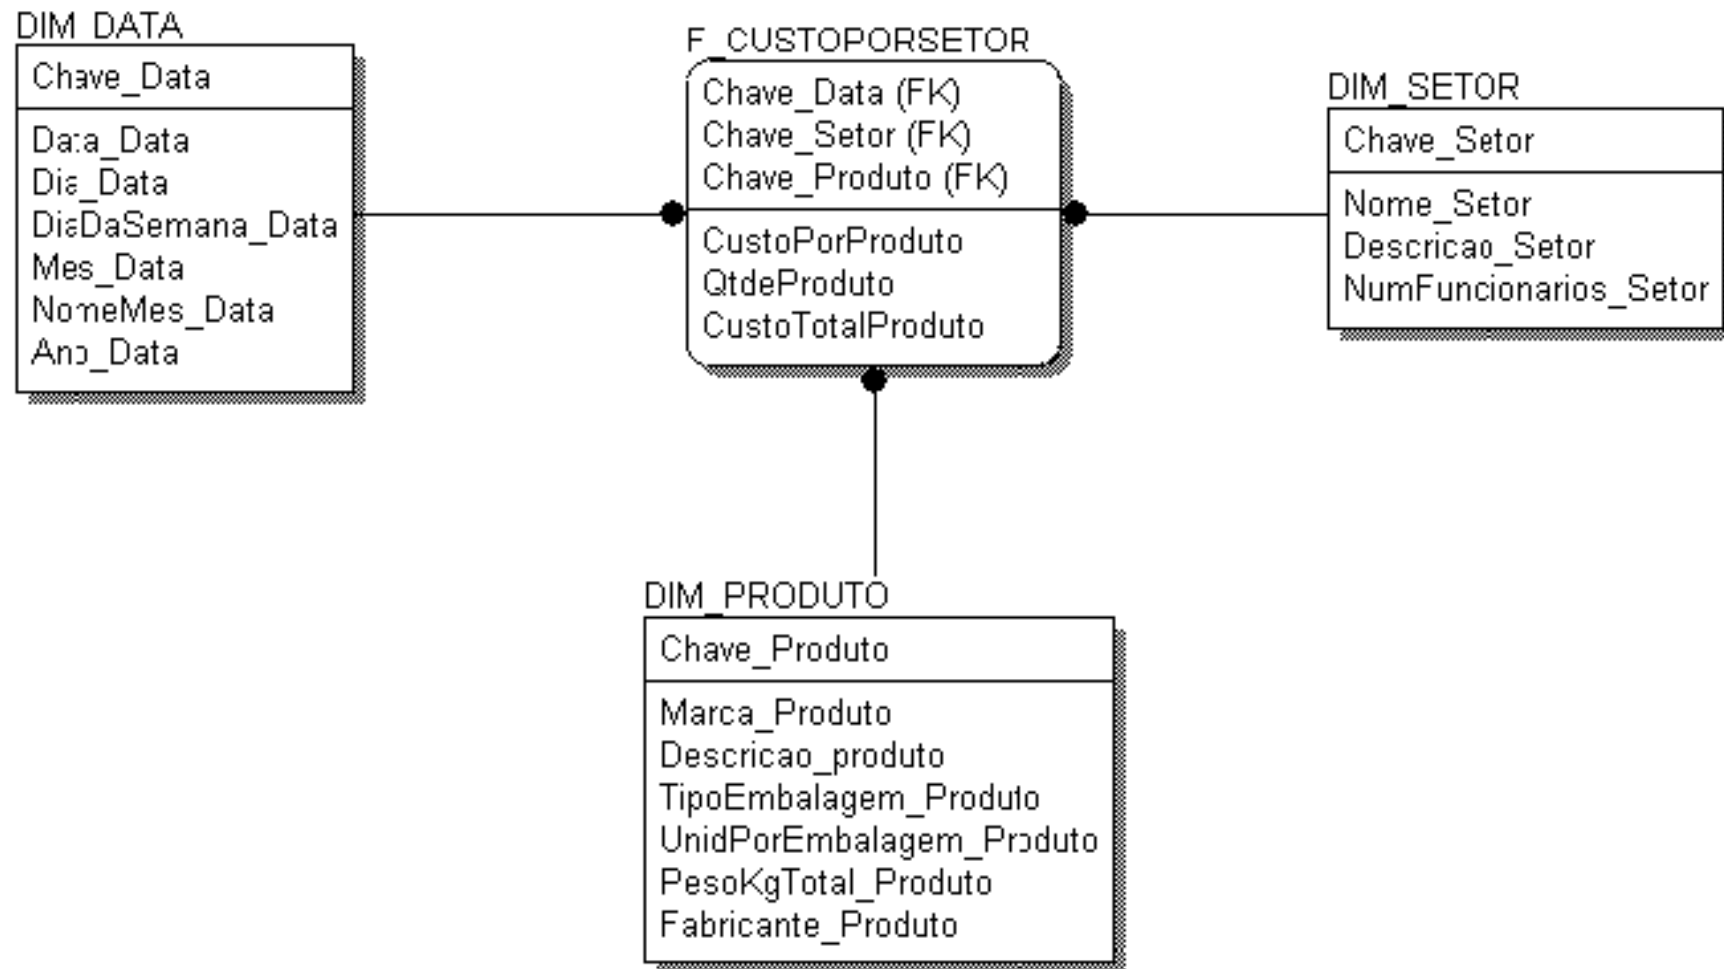 DIM_DATA
Chave_Data
Data_Data
Dia_Data
DiaDaSemana_Data
Mes_Data
NomeMes_Data
Ano_Data
F_CUSTOPORSETOR
Chave_Data (FK)
Chave_Setor (FK)
Chave_Produto (FK)
CustoPorProduto
QtdeProduto
CustoTotalProduto
DIM_SETOR
Chave_Setor
Nome_Setor
Descricao_Setor
NumFuncionarios_Setor
DIM_PRODUTO
Chave_Produto
Marca_Produto
Descricao_produto
TipoEmbalagem_Produto
UnidPorEmbalagem_Produto
PesoKgTotal_Produto
Fabricante_Produto